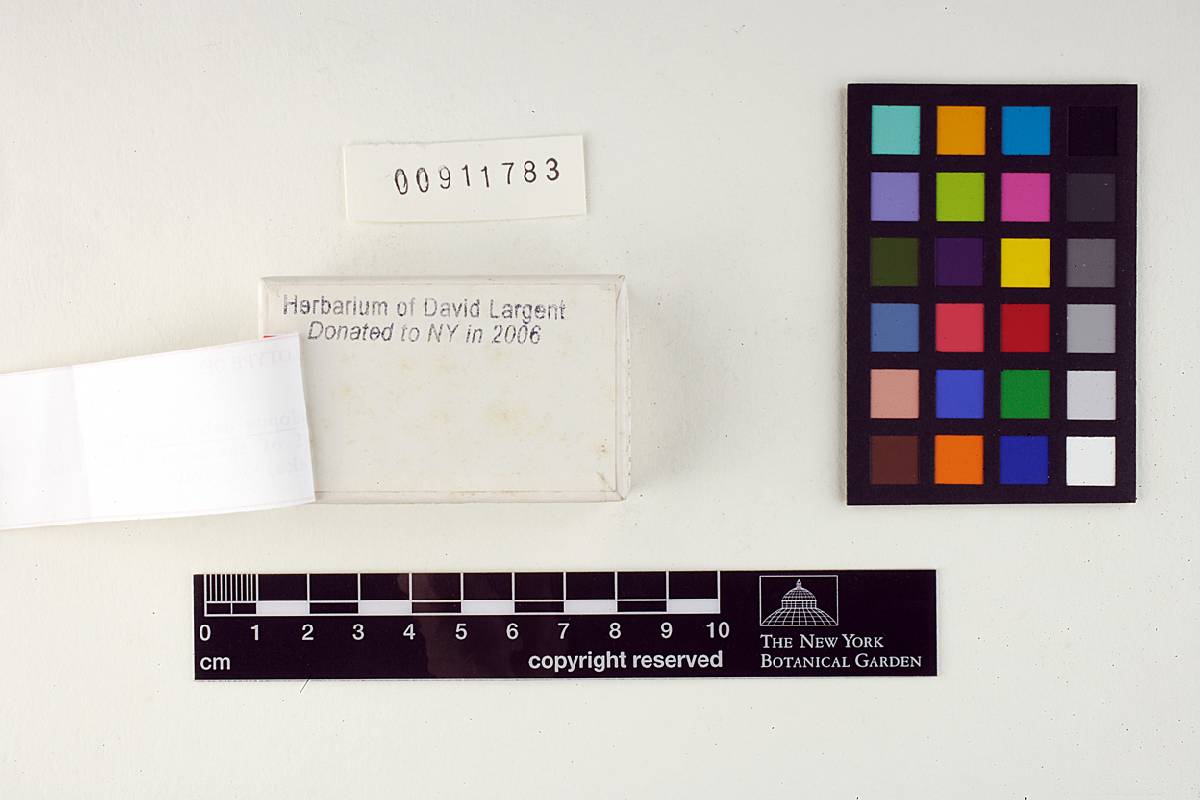 00911783
Herbarium of David Largent
Donated to NY in 2006
0 1 2 3 4 5 6 7 8 9 10
cm
copyright reserved
THE NEW YORK
BOTANICAL GARDEN